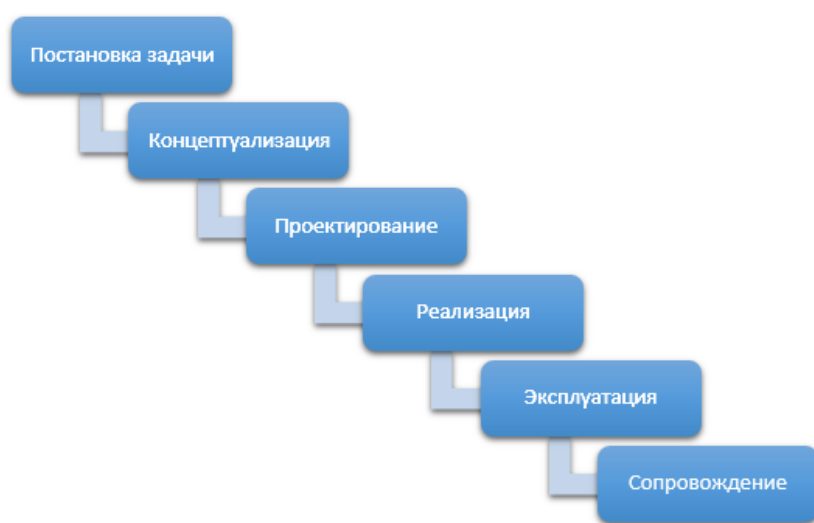 Постановка задачи
Концептуализация
Проектирование
Реализация
Эксплуатация
Сопровождение